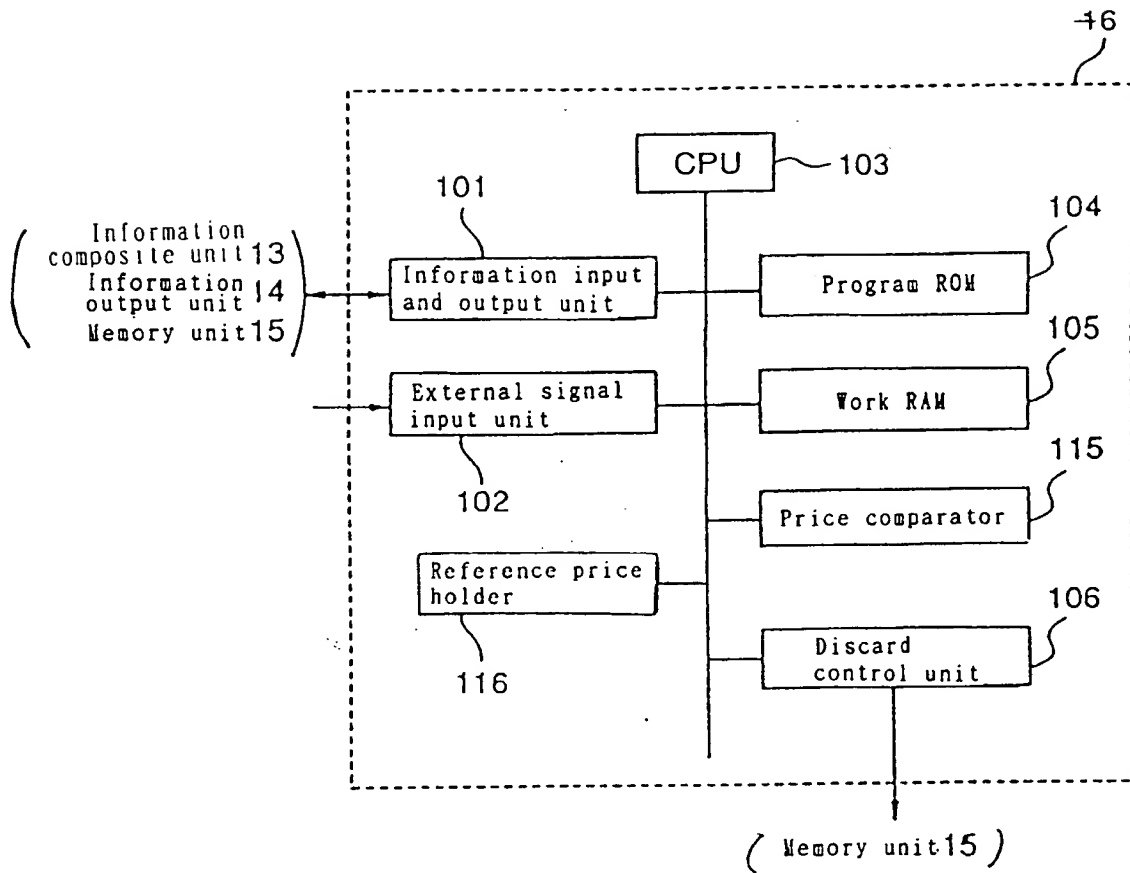 16
CPU
103
101
104
Information
composite unit 13
Information
output unit 14
Memory unit 15
Information input
and output unit
Program ROM
105
External signal
input unit
Work RAM
102
115
Price comparator
Reference price
holder
106
116
Discard
control unit
(Memory unit 15)